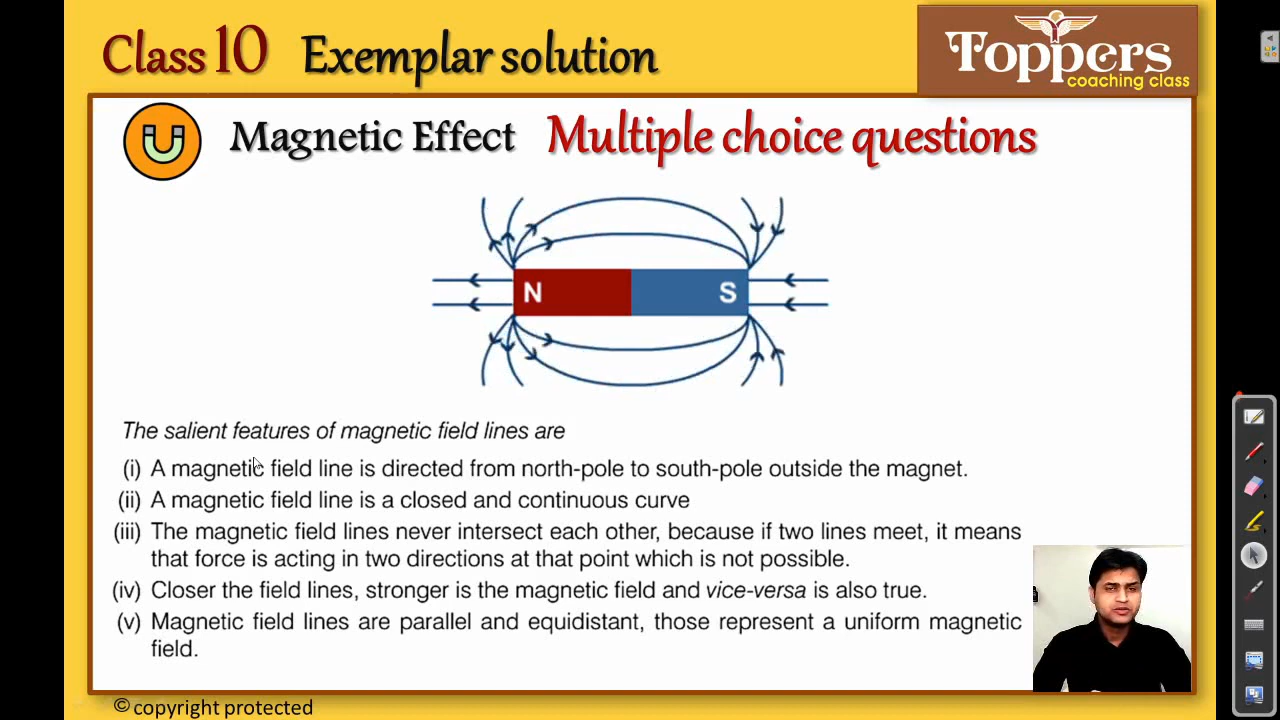 Class 10 Exemplar solution
Toppers
coaching class
Magnetic Effect Multiple choice questions
N S
The salient features of magnetic field lines are
(i) A magnetic field line is directed from north-pole to south-pole outside the magnet.
(ii) A magnetic field line is a closed and continuous curve
(iii) The magnetic field lines never intersect each other, because if two lines meet, it means
that force is acting in two directions at that point which is not possible.
(iv) Closer the field lines, stronger is the magnetic field and vice-versa is also true.
(v) Magnetic field lines are parallel and equidistant, those represent a uniform magnetic
field.
© copyright protected